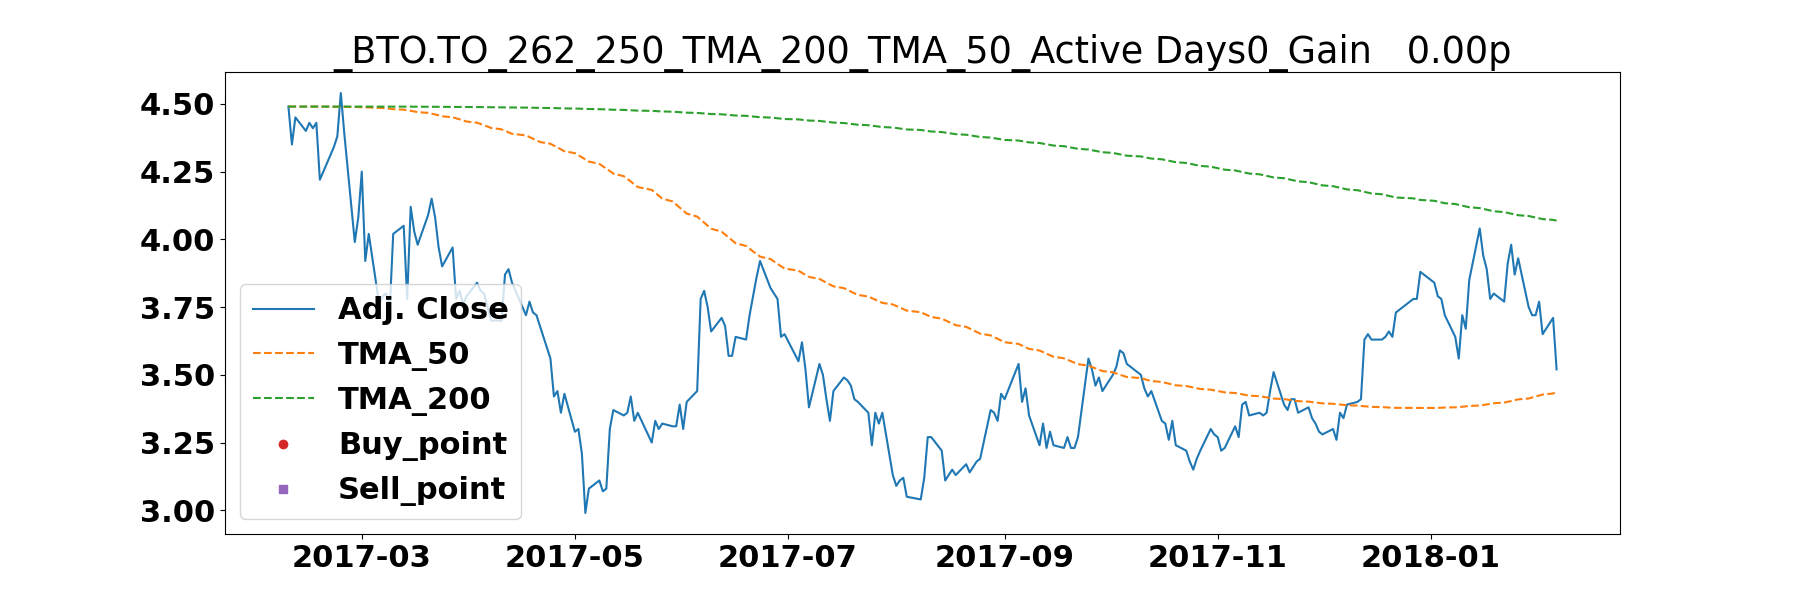 _BTO.TO_262_250_TMA_200_TMA_50_Active Days0_Gain   0.00p
4.50
4.25
4.00
3.75
3.50
3.25
3.00
Adj. Close
TMA_50
TMA_200
Buy_point
Sell_point
2017-03 2017-05 2017-07 2017-09 2017-11 2018-01